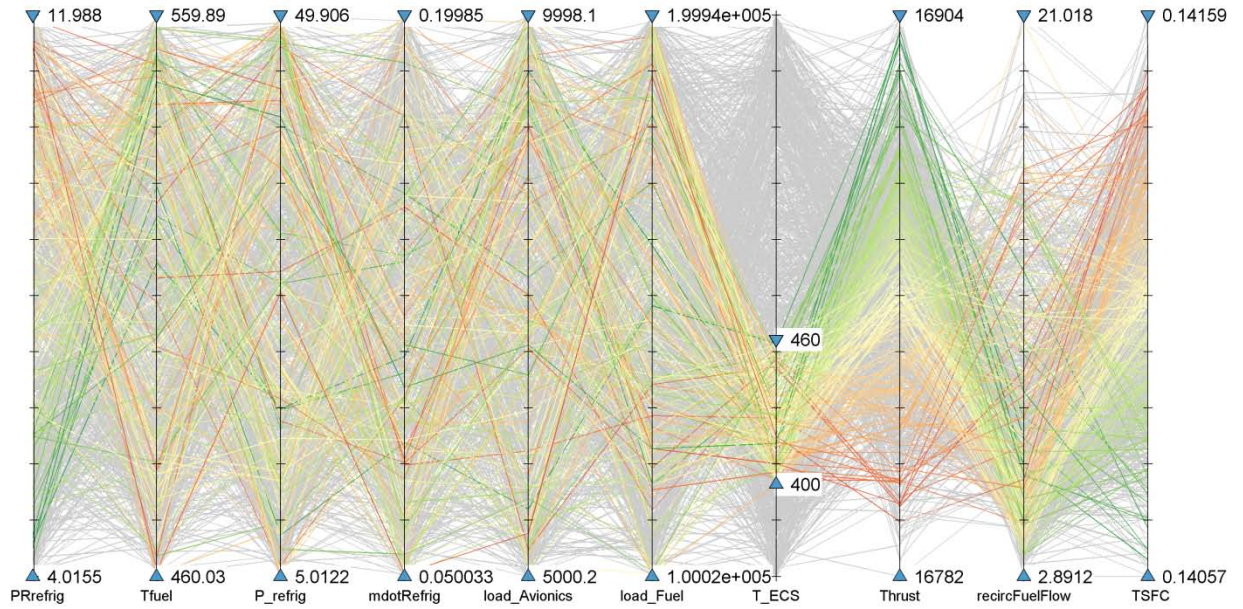 11.988 559.89 49.906 0.19985 9998.1 1.9994e+005 16904 21.018 0.14159
460
400
4.0155 460.03 5.0122 0.050033 5000.2 1.0002e+005 16782 2.8912 0.14057
PRrefrig Tfuel P_refrig mdotRefrig load_Avionics load_Fuel T_ECS Thrust recircFuelFlow TSFC